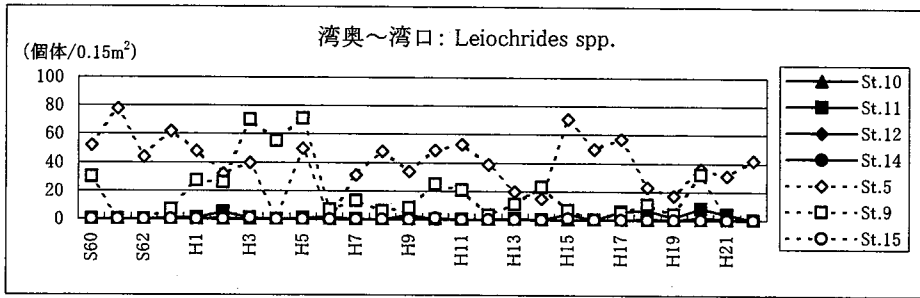 湾奥～湾口: Leiochrides spp.
(個体/0.15m²)
100
80
60
40
20
0
S60
S62
H1
H3
H5
H7
H9
H11
H13
H15
H17
H19
H21
St.10
St.11
St.12
St.14
St.5
St.9
St.15